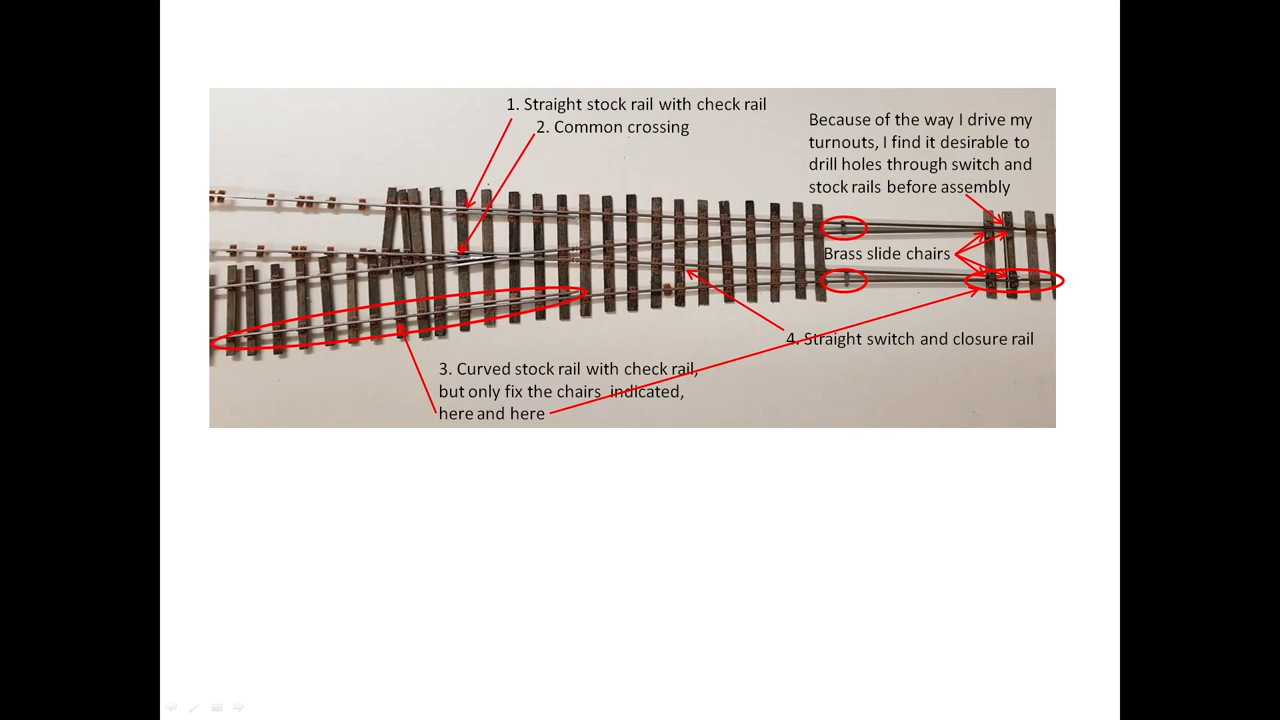 1. Straight stock rail with check rail
2. Common crossing
Because of the way I drive my
turnouts, I find it desirable to
drill holes through switch and
stock rails before assembly
Brass slide chairs
4. Straight switch and closure rail
3. Curved stock rail with check rail,
but only fix the chairs indicated,
here and here